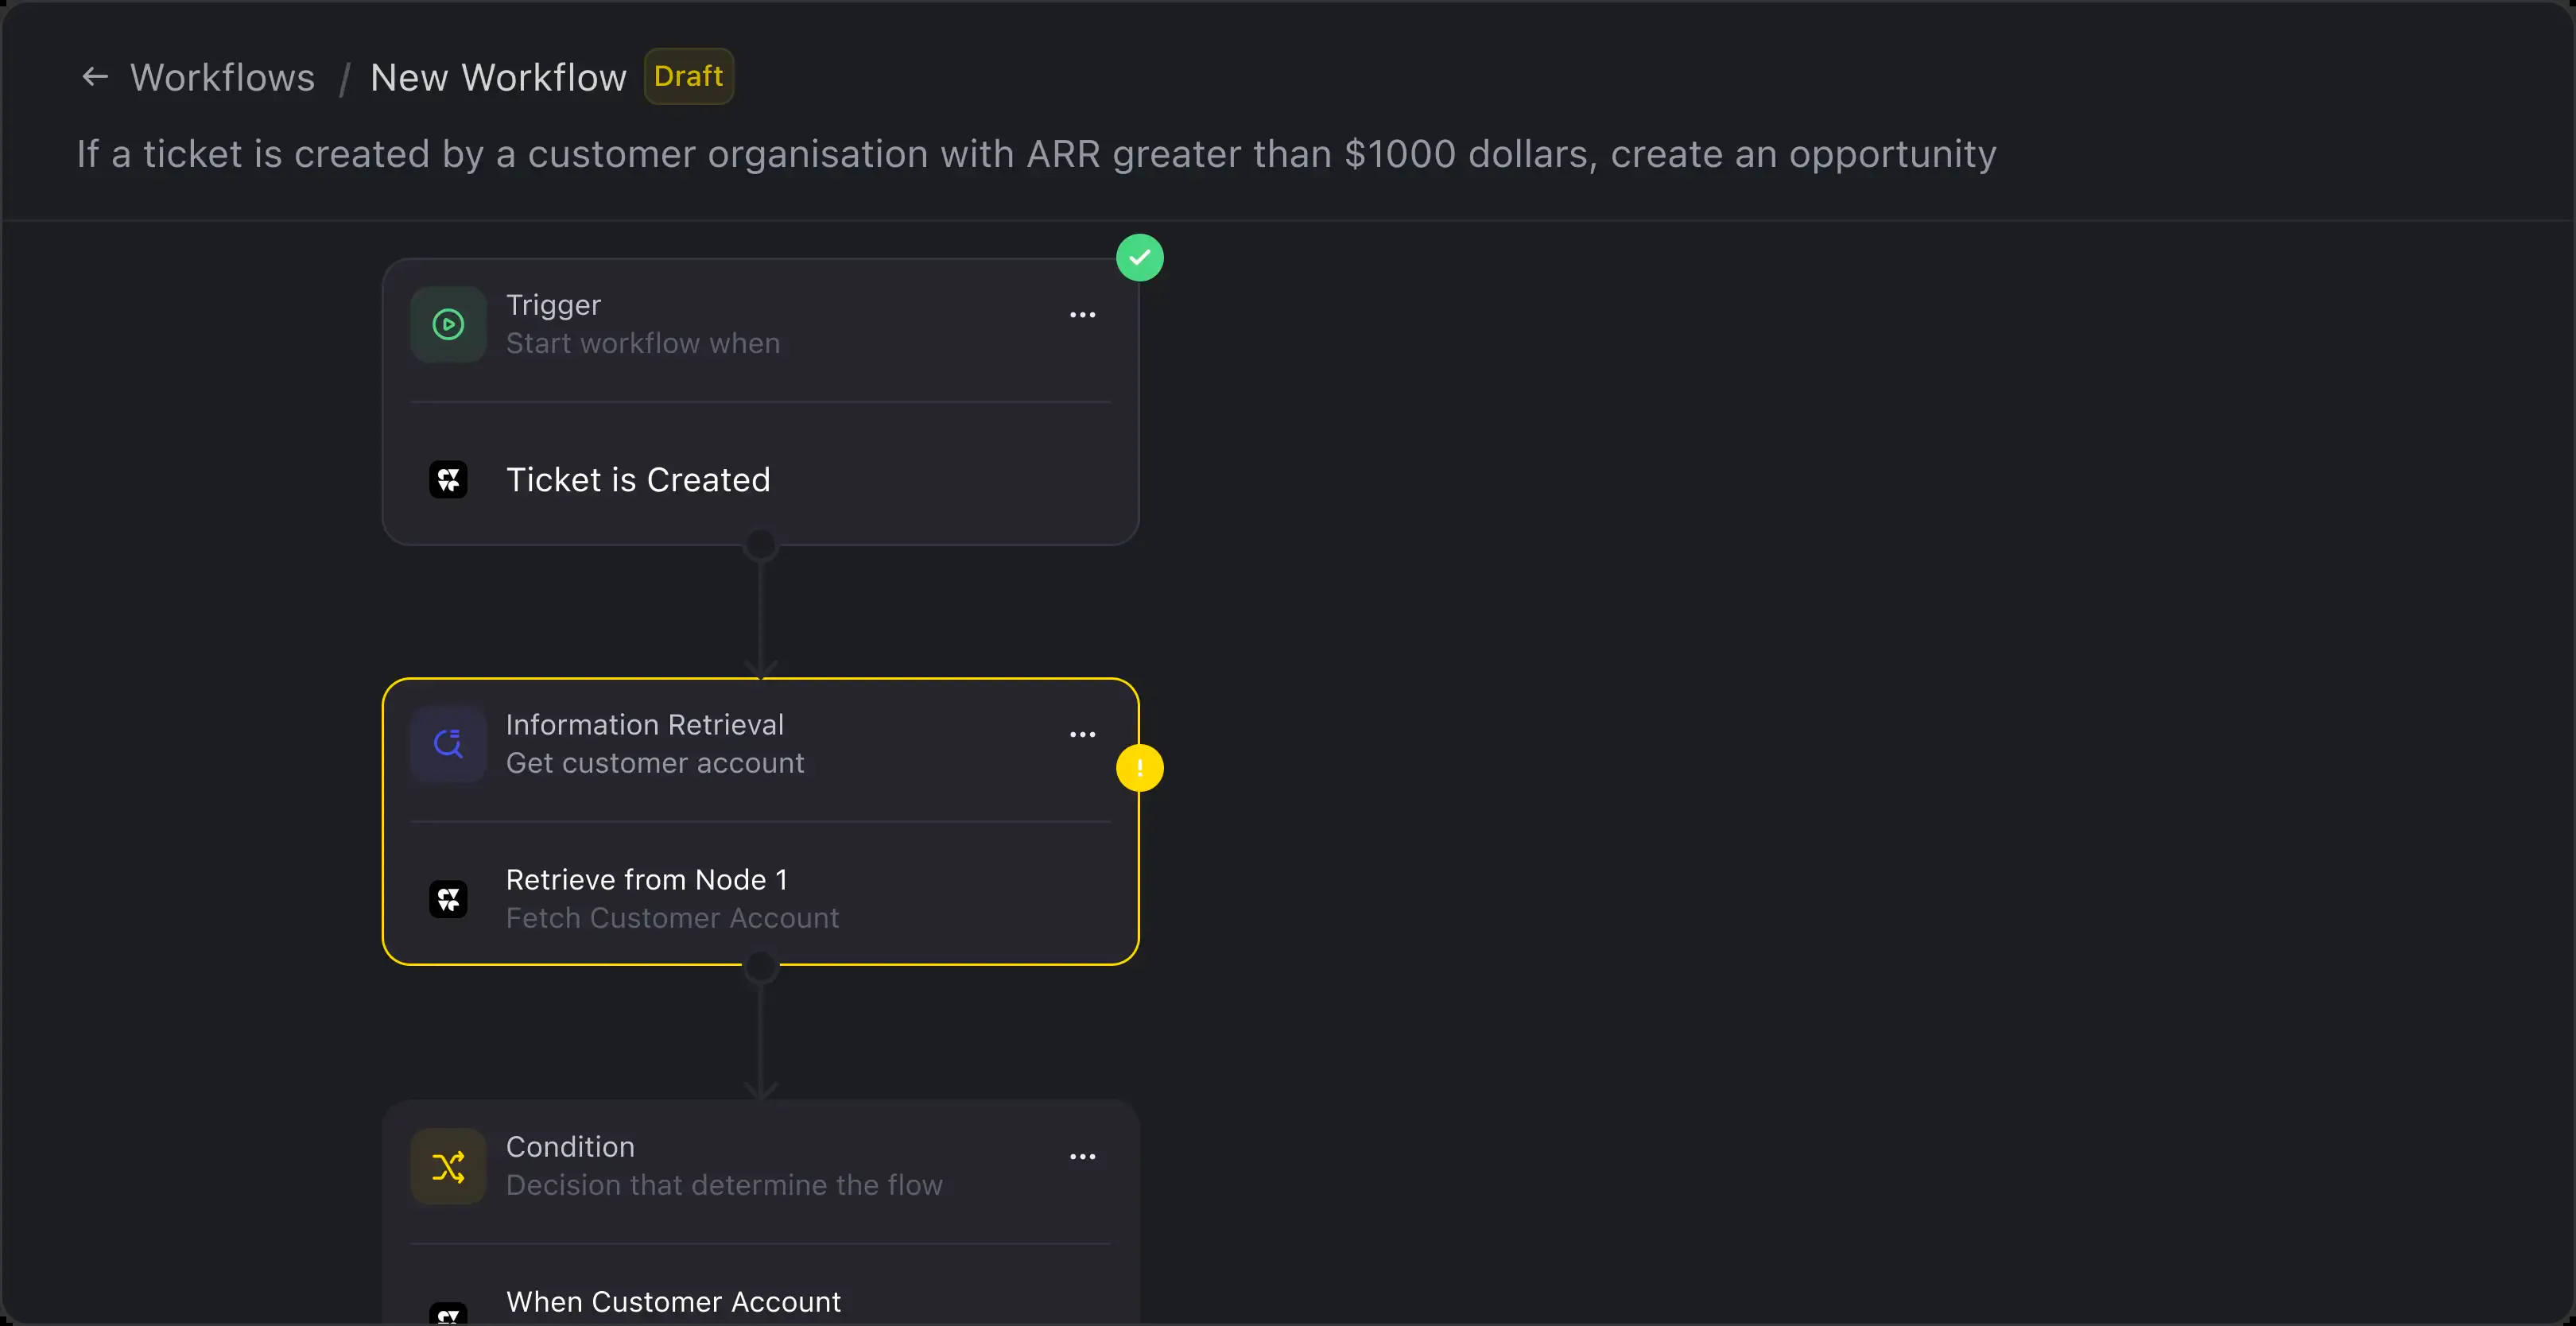 Workflows / New Workflow Draft
If a ticket is created by a customer organisation with ARR greater than $1000 dollars, create an opportunity
Trigger
Start workflow when
Ticket is Created
Information Retrieval
Get customer account
Retrieve from Node 1
Fetch Customer Account
Condition
Decision that determine the flow
When Customer Account